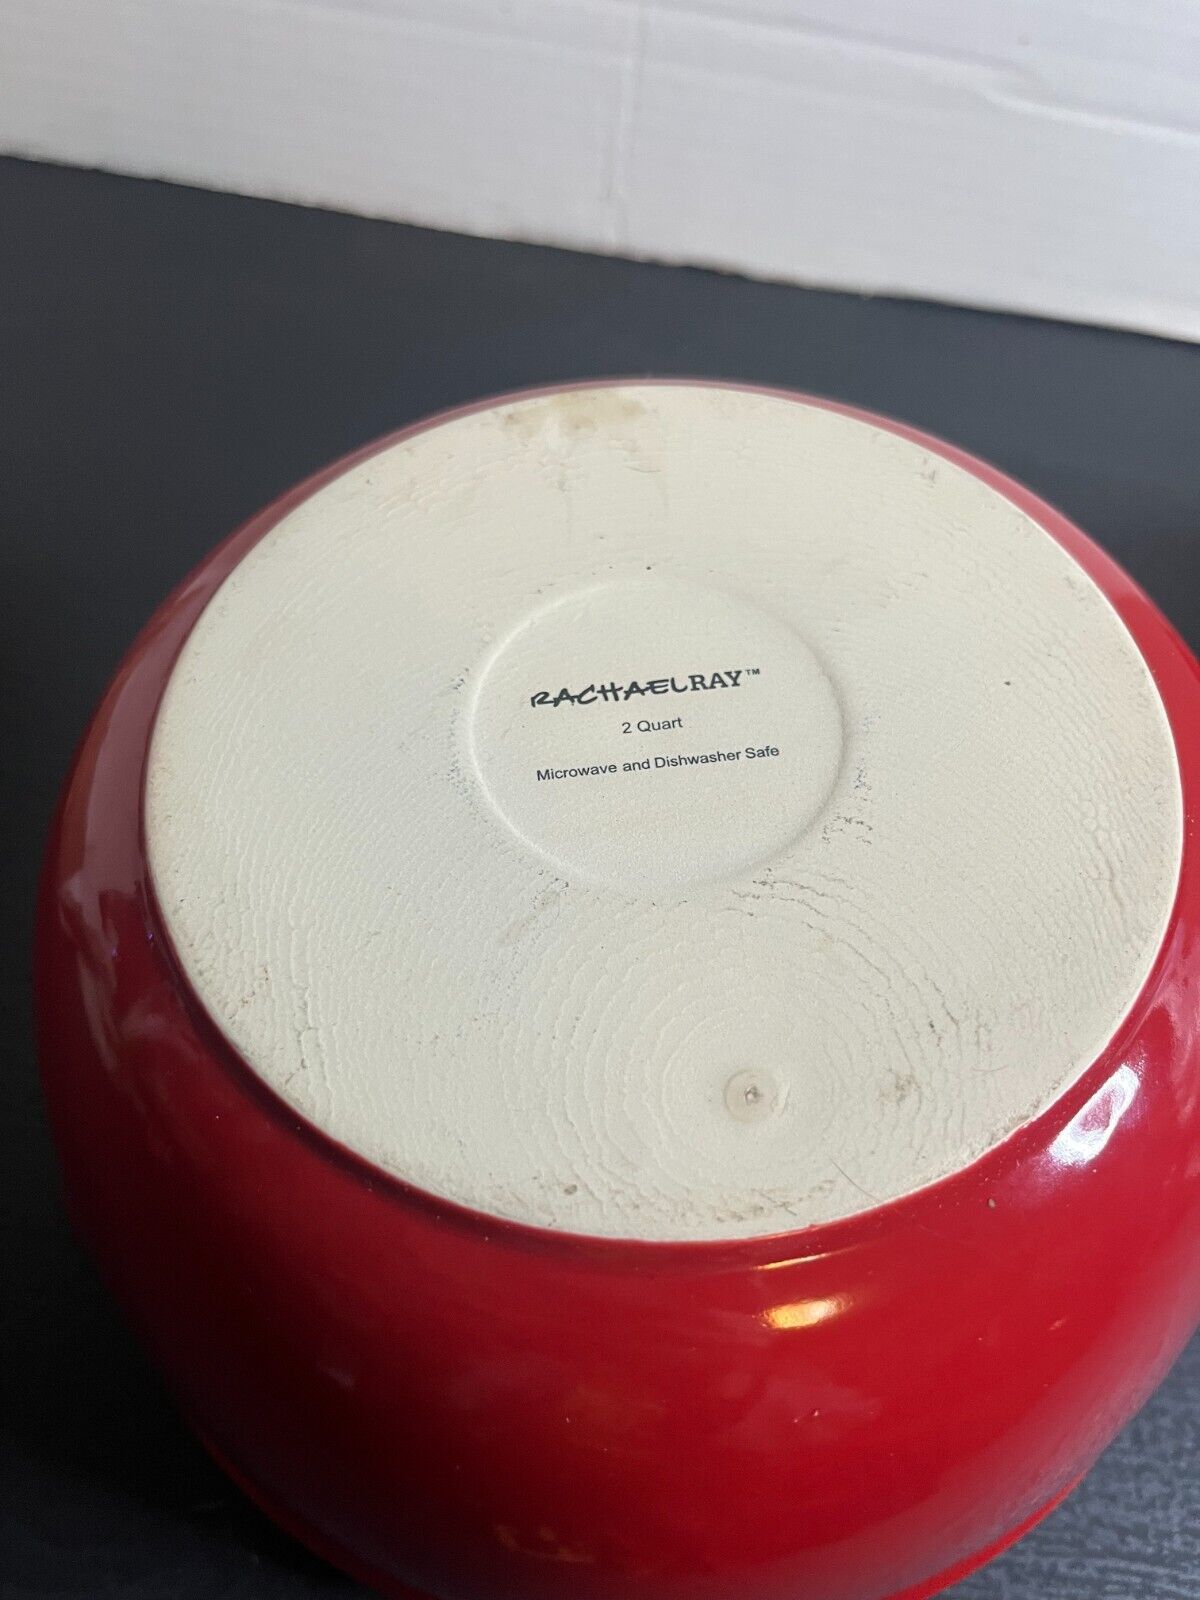 RACHAELRAY™
2 Quart
Microwave and Dishwasher Safe